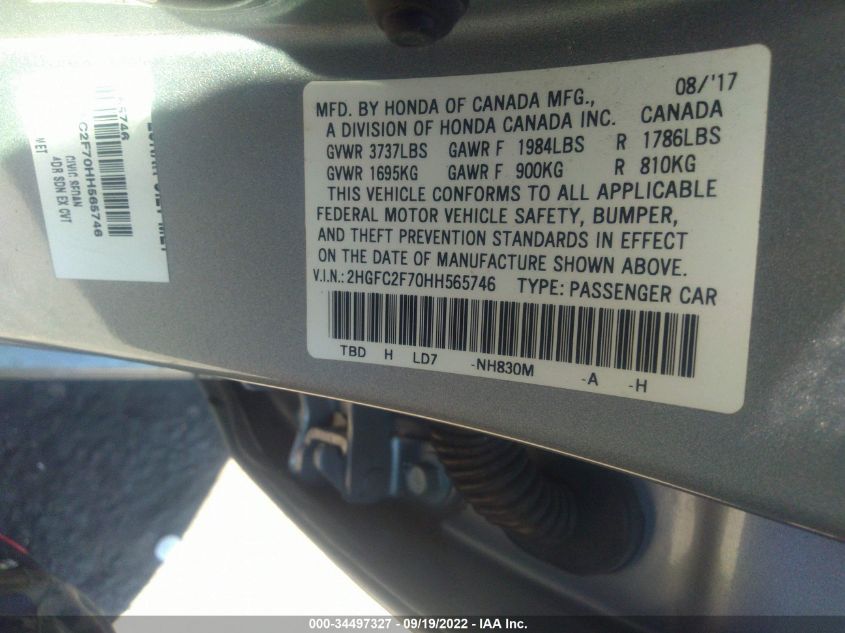 MFD. BY HONDA OF CANADA MFG., 08/'17
A DIVISION OF HONDA CANADA INC. CANADA
GVWR 3737LBS GAWR F 1984LBS R 1786LBS
GVWR 1695KG GAWR F 900KG R 810KG
THIS VEHICLE CONFORMS TO ALL APPLICABLE
FEDERAL MOTOR VEHICLE SAFETY, BUMPER,
AND THEFT PREVENTION STANDARDS IN EFFECT
ON THE DATE OF MANUFACTURE SHOWN ABOVE.
V.I.N.: 2HGFC2F70HH565746 TYPE: PASSENGER CAR
TBD H LD7 -NH830M -A -H
C2F70HH565746
CIVIC SEDAN
4DR SDN EX CVT
000-34497327 - 09/19/2022 - IAA Inc.